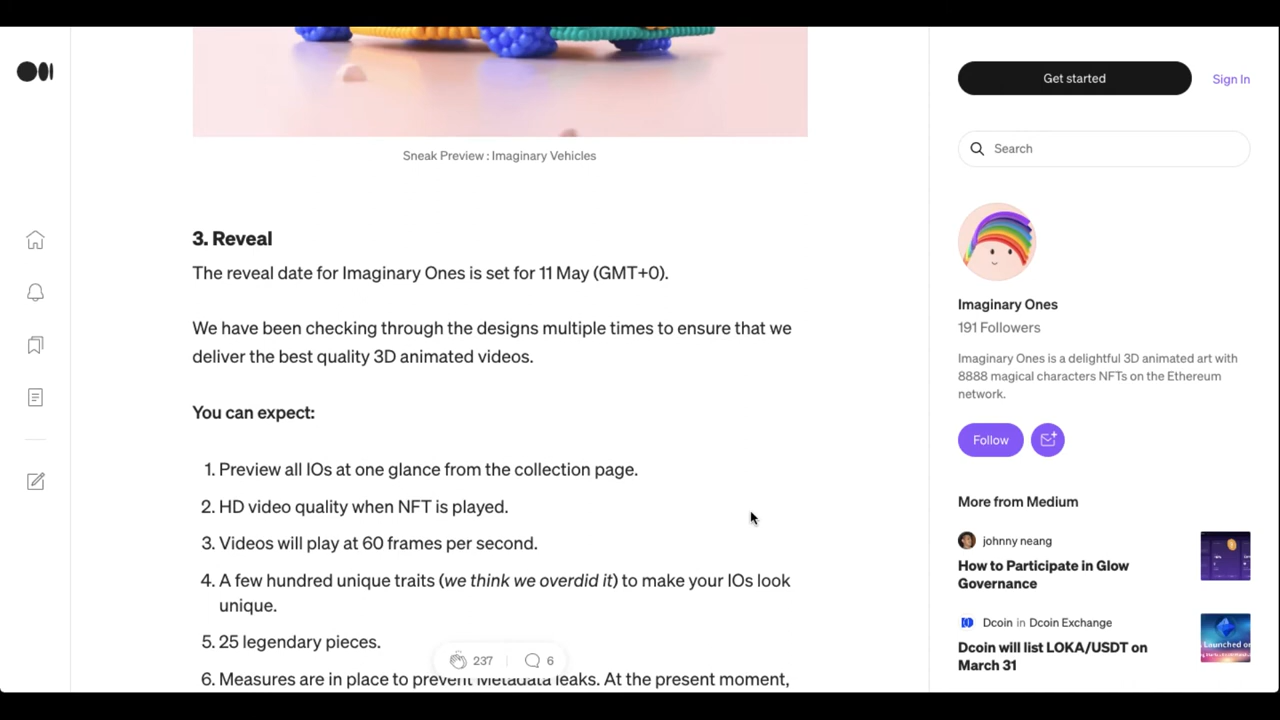 Get started
Sign In
Search
Sneak Preview : Imaginary Vehicles
3. Reveal
The reveal date for Imaginary Ones is set for 11 May (GMT+0).
We have been checking through the designs multiple times to ensure that we
deliver the best quality 3D animated videos.
You can expect:
1. Preview all IOs at one glance from the collection page.
2. HD video quality when NFT is played.
3. Videos will play at 60 frames per second.
4. A few hundred unique traits (we think we overdid it) to make your IOs look
unique.
5. 25 legendary pieces.
6. Measures are in place to prevent Metadata leaks. At the present moment,
237
6
Imaginary Ones
191 Followers
Imaginary Ones is a delightful 3D animated art with
8888 magical characters NFTs on the Ethereum
network.
Follow
More from Medium
johnny neang
How to Participate in Glow
Governance
Dcoin in Dcoin Exchange
Dcoin will list LOKA/USDT on
March 31